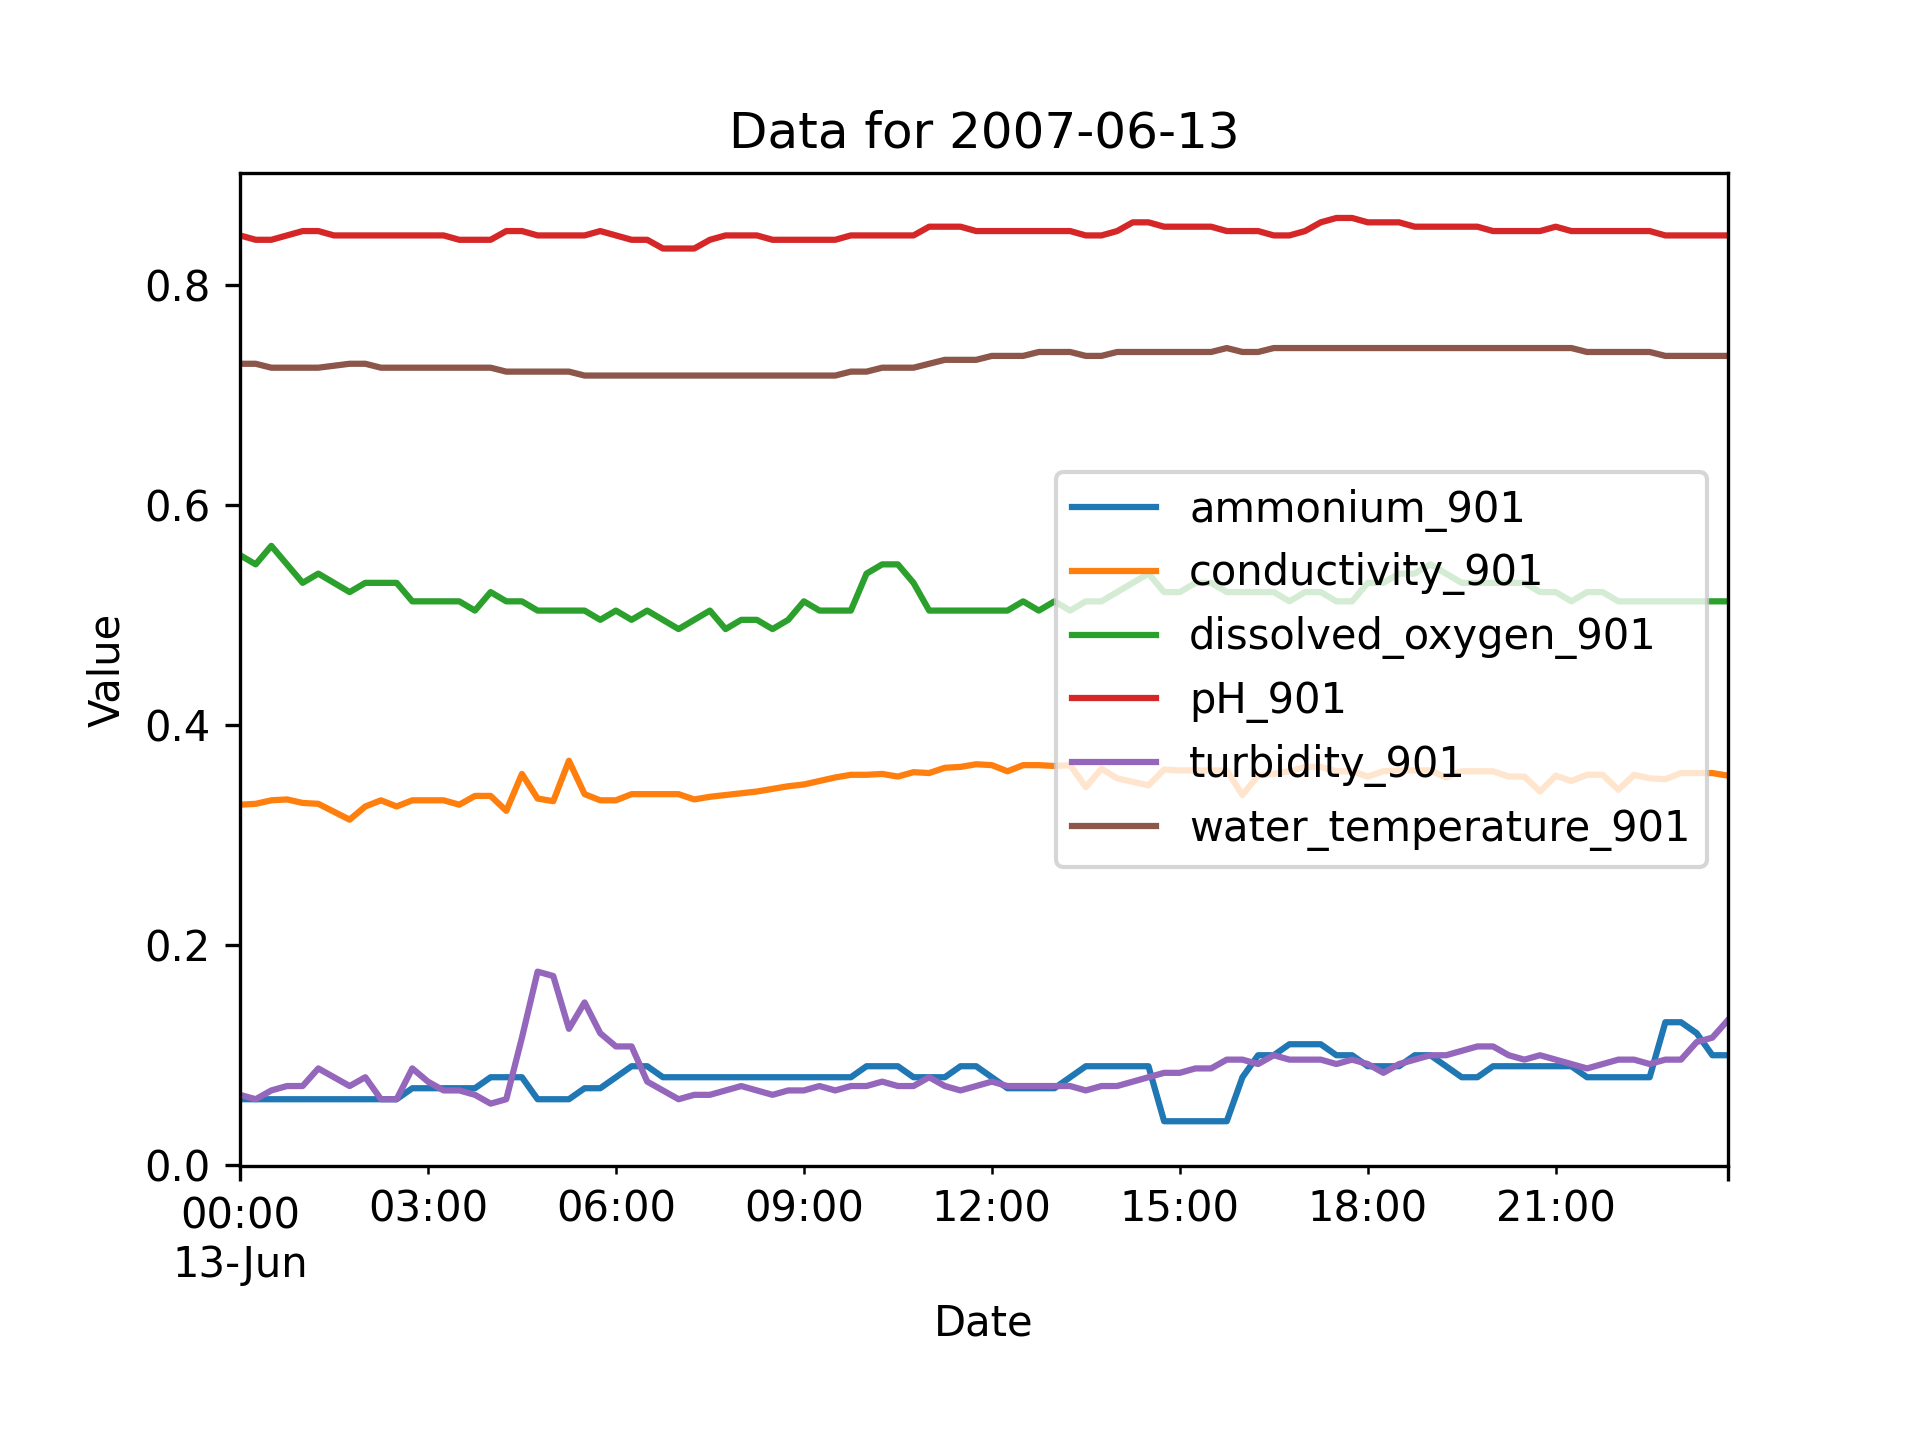 Data for 2007-06-13
Value
0.8
0.6
0.4
0.2
0.0
ammonium_901
conductivity_901
dissolved_oxygen_901
pH_901
turbidity_901
water_temperature_901
00:00 03:00 06:00 09:00 12:00 15:00 18:00 21:00
13-Jun
Date